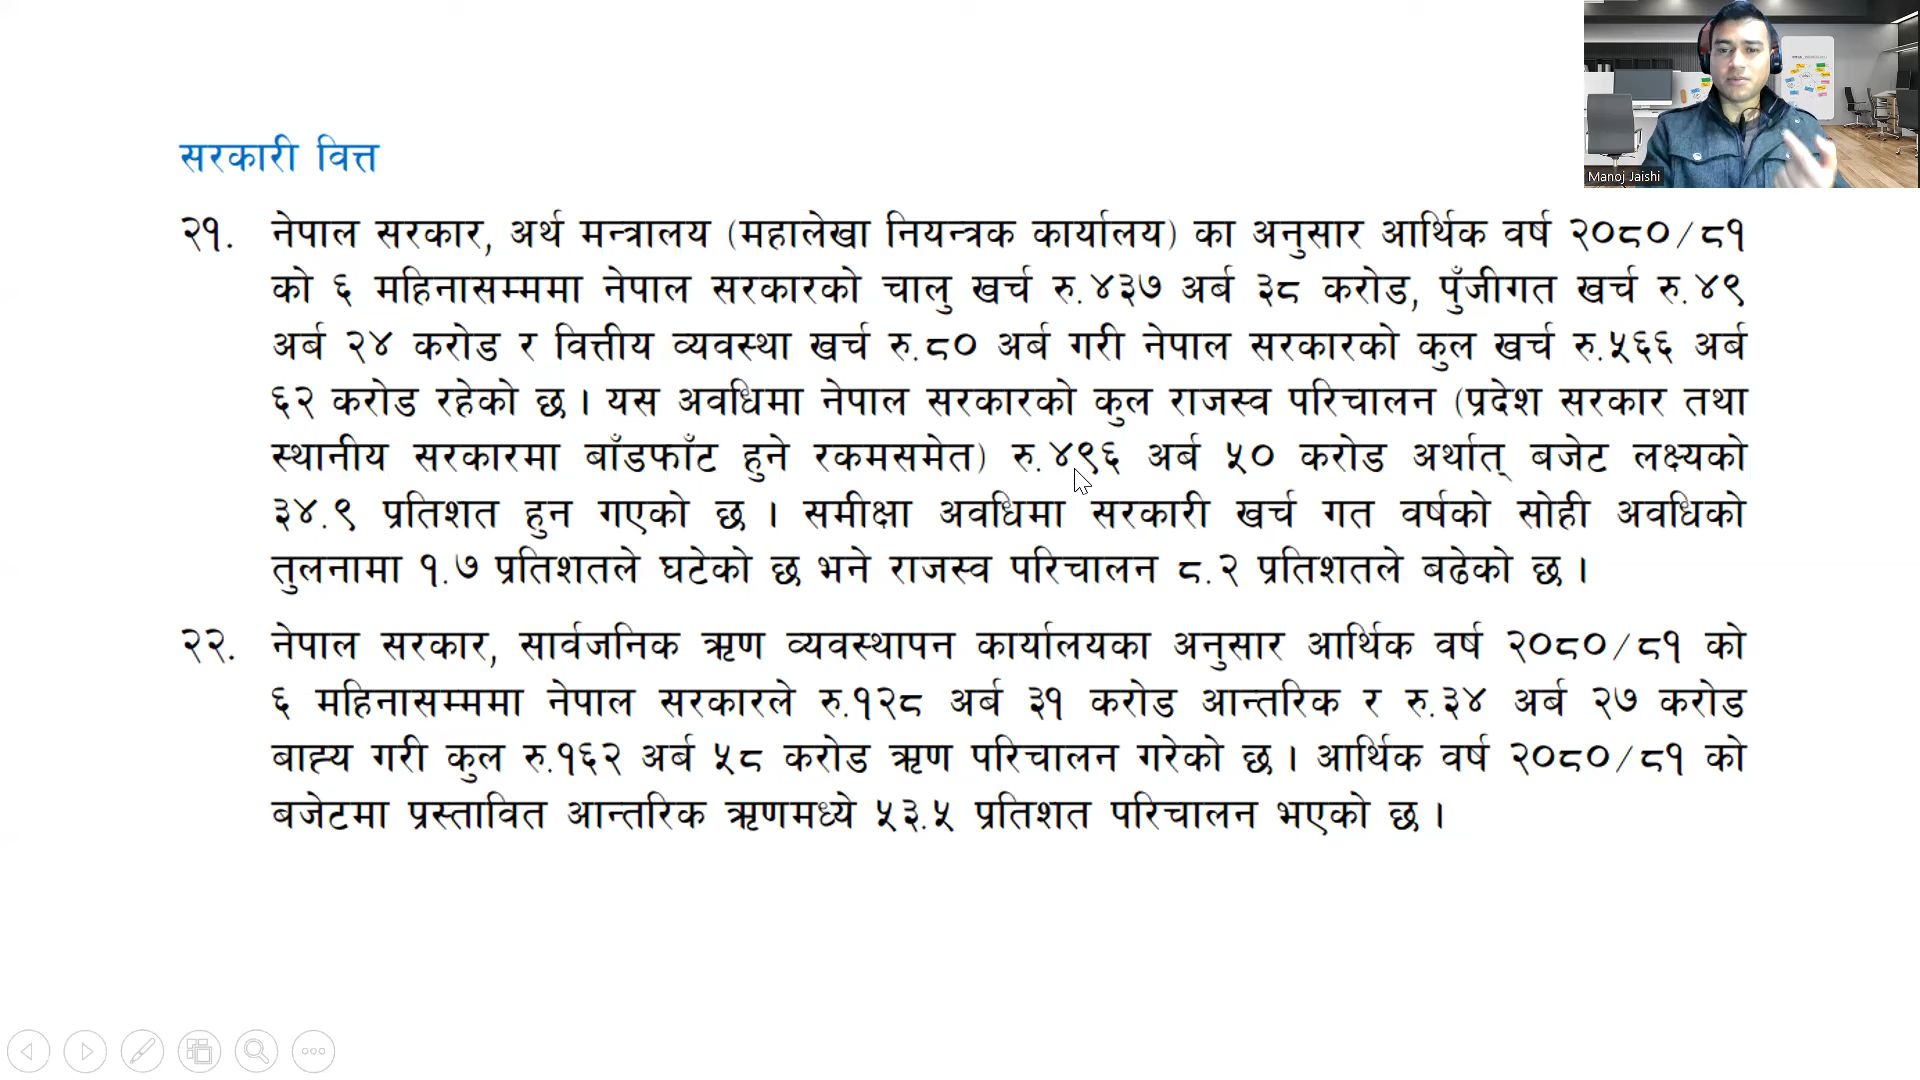 Manoj Jaishi
सरकारी वित्त
२१. नेपाल सरकार, अर्थ मन्त्रालय (महालेखा नियन्त्रक कार्यालय) का अनुसार आर्थिक वर्ष २०८०/८१
को ६ महिनासम्ममा नेपाल सरकारको चालु खर्च रु.४३७ अर्ब ३८ करोड, पुँजीगत खर्च रु.४९
अर्ब २४ करोड र वित्तीय व्यवस्था खर्च रु.८० अर्ब गरी नेपाल सरकारको कुल खर्च रु.५६६ अर्ब
६२ करोड रहेको छ । यस अवधिमा नेपाल सरकारको कुल राजस्व परिचालन (प्रदेश सरकार तथा
स्थानीय सरकारमा बाँडफाँट हुने रकमसमेत) रु.४९६ अर्ब ५० करोड अर्थात् बजेट लक्ष्यको
३४.९ प्रतिशत हुन गएको छ । समीक्षा अवधिमा सरकारी खर्च गत वर्षको सोही अवधिको
तुलनामा १.७ प्रतिशतले घटेको छ भने राजस्व परिचालन ८.२ प्रतिशतले बढेको छ ।
२२. नेपाल सरकार, सार्वजनिक ऋण व्यवस्थापन कार्यालयका अनुसार आर्थिक वर्ष २०८०/८१ को
६ महिनासम्ममा नेपाल सरकारले रु.१२८ अर्ब ३१ करोड आन्तरिक र रु.३४ अर्ब २७ करोड
बाह्य गरी कुल रु.१६२ अर्ब ५८ करोड ऋण परिचालन गरेको छ । आर्थिक वर्ष २०८०/८१ को
बजेटमा प्रस्तावित आन्तरिक ऋणमध्ये ५३.५ प्रतिशत परिचालन भएको छ ।